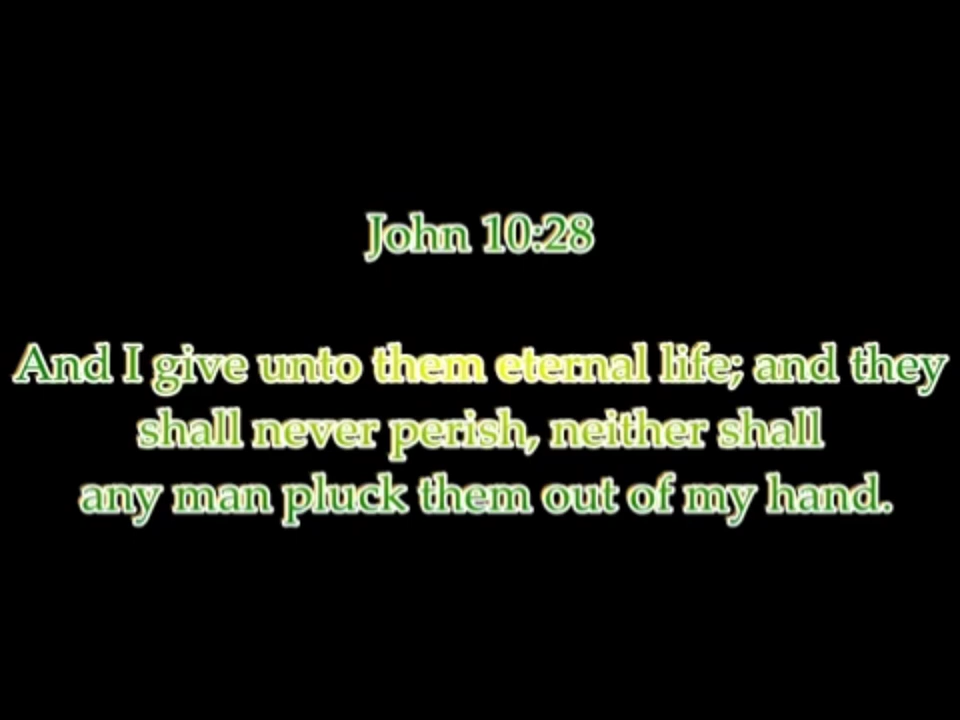 John 10:28
And I give unto them eternal life; and they
shall never perish, neither shall
any man pluck them out of my hand.